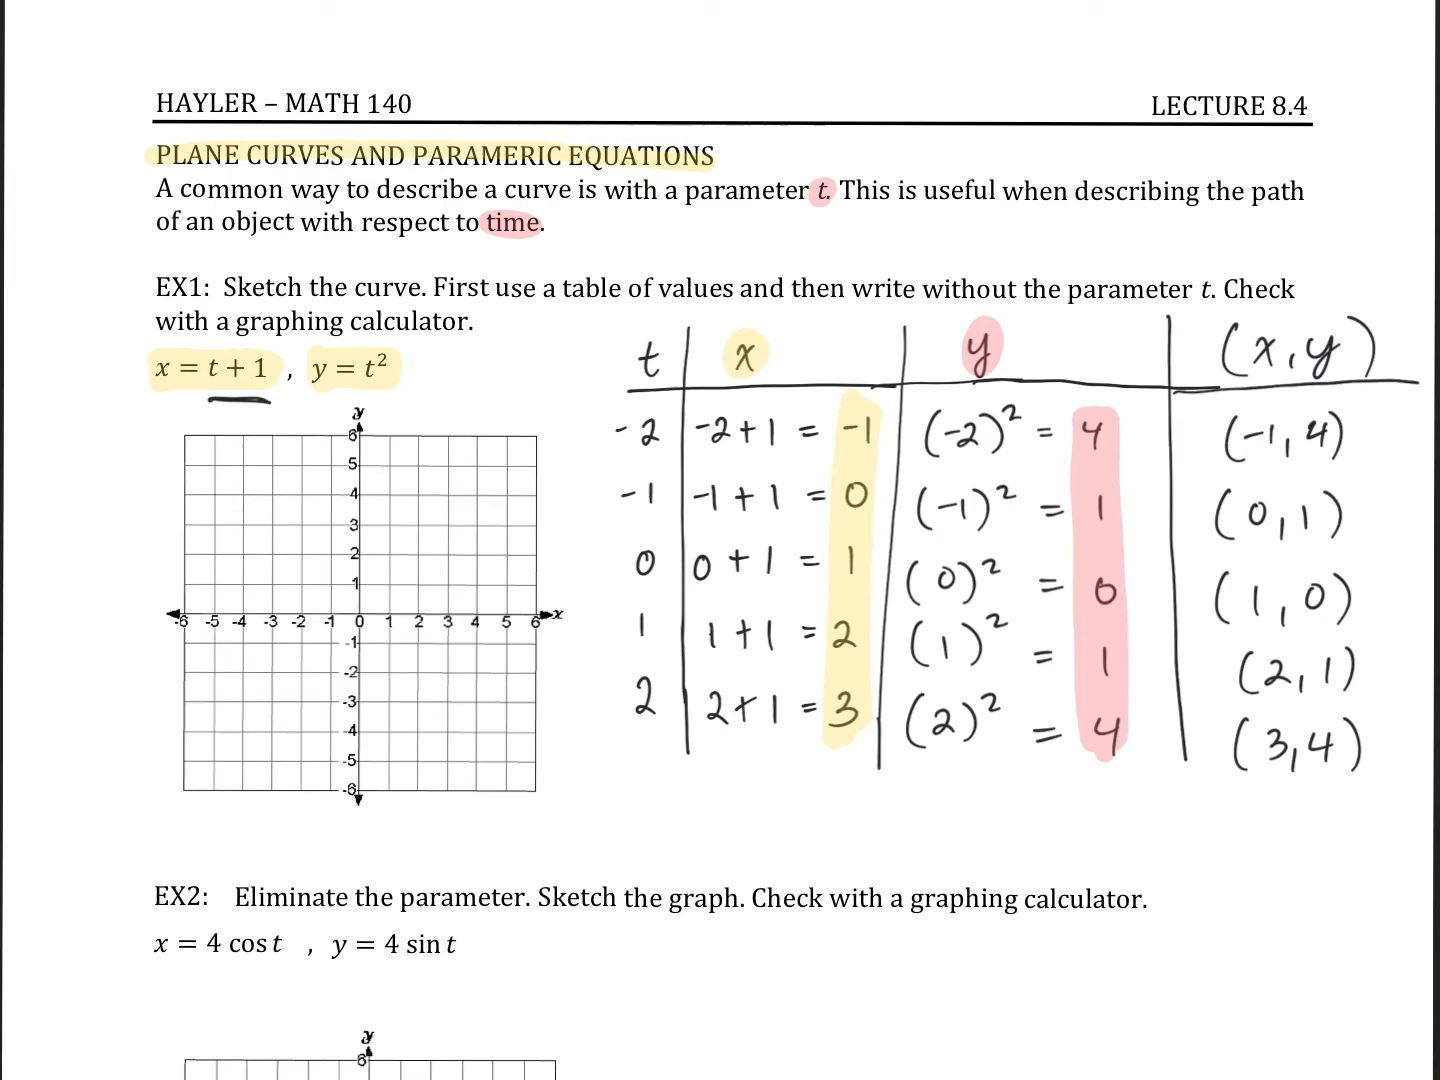 HAYLER – MATH 140 LECTURE 8.4
PLANE CURVES AND PARAMERIC EQUATIONS
A common way to describe a curve is with a parameter t. This is useful when describing the path
of an object with respect to time.
EX1: Sketch the curve. First use a table of values and then write without the parameter t. Check
with a graphing calculator.
x = t + 1 , y = t²
t x y (x, y)
-2 -2+1 = -1 (-2)² = 4 (-1, 4)
-1 -1+1 = 0 (-1)² = 1 (0, 1)
0 0+1 = 1 (0)² = 0 (1, 0)
1 1+1 = 2 (1)² = 1 (2, 1)
2 2+1 = 3 (2)² = 4 (3, 4)
y
6
5
4
3
2
1
-6 -5 -4 -3 -2 -1 0 1 2 3 4 5 6 x
-1
-2
-3
-4
-5
-6
EX2: Eliminate the parameter. Sketch the graph. Check with a graphing calculator.
x = 4 cos t , y = 4 sin t
y
6